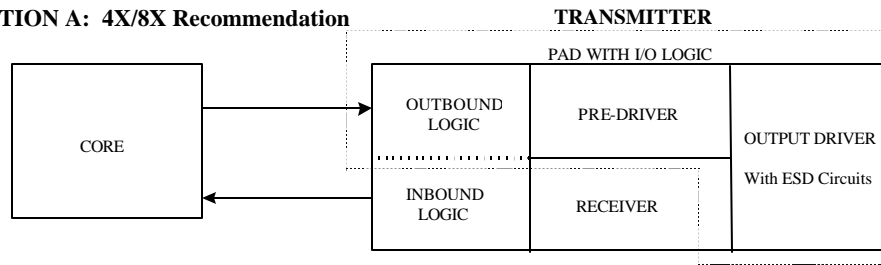 TION A: 4X/8X Recommendation
TRANSMITTER
PAD WITH I/O LOGIC
CORE
OUTBOUND
LOGIC
PRE-DRIVER
OUTPUT DRIVER
With ESD Circuits
INBOUND
LOGIC
RECEIVER